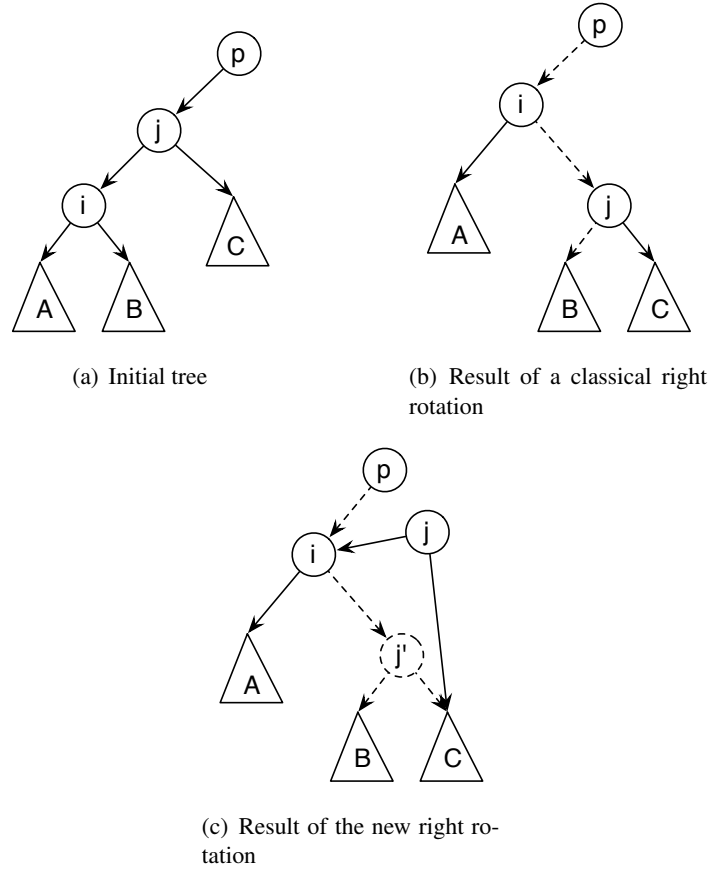 p
j
i
C
A
B
(a) Initial tree
p
i
j
A
B
C
(b) Result of a classical right
rotation
p
j
i
j'
A
B
C
(c) Result of the new right ro-
tation